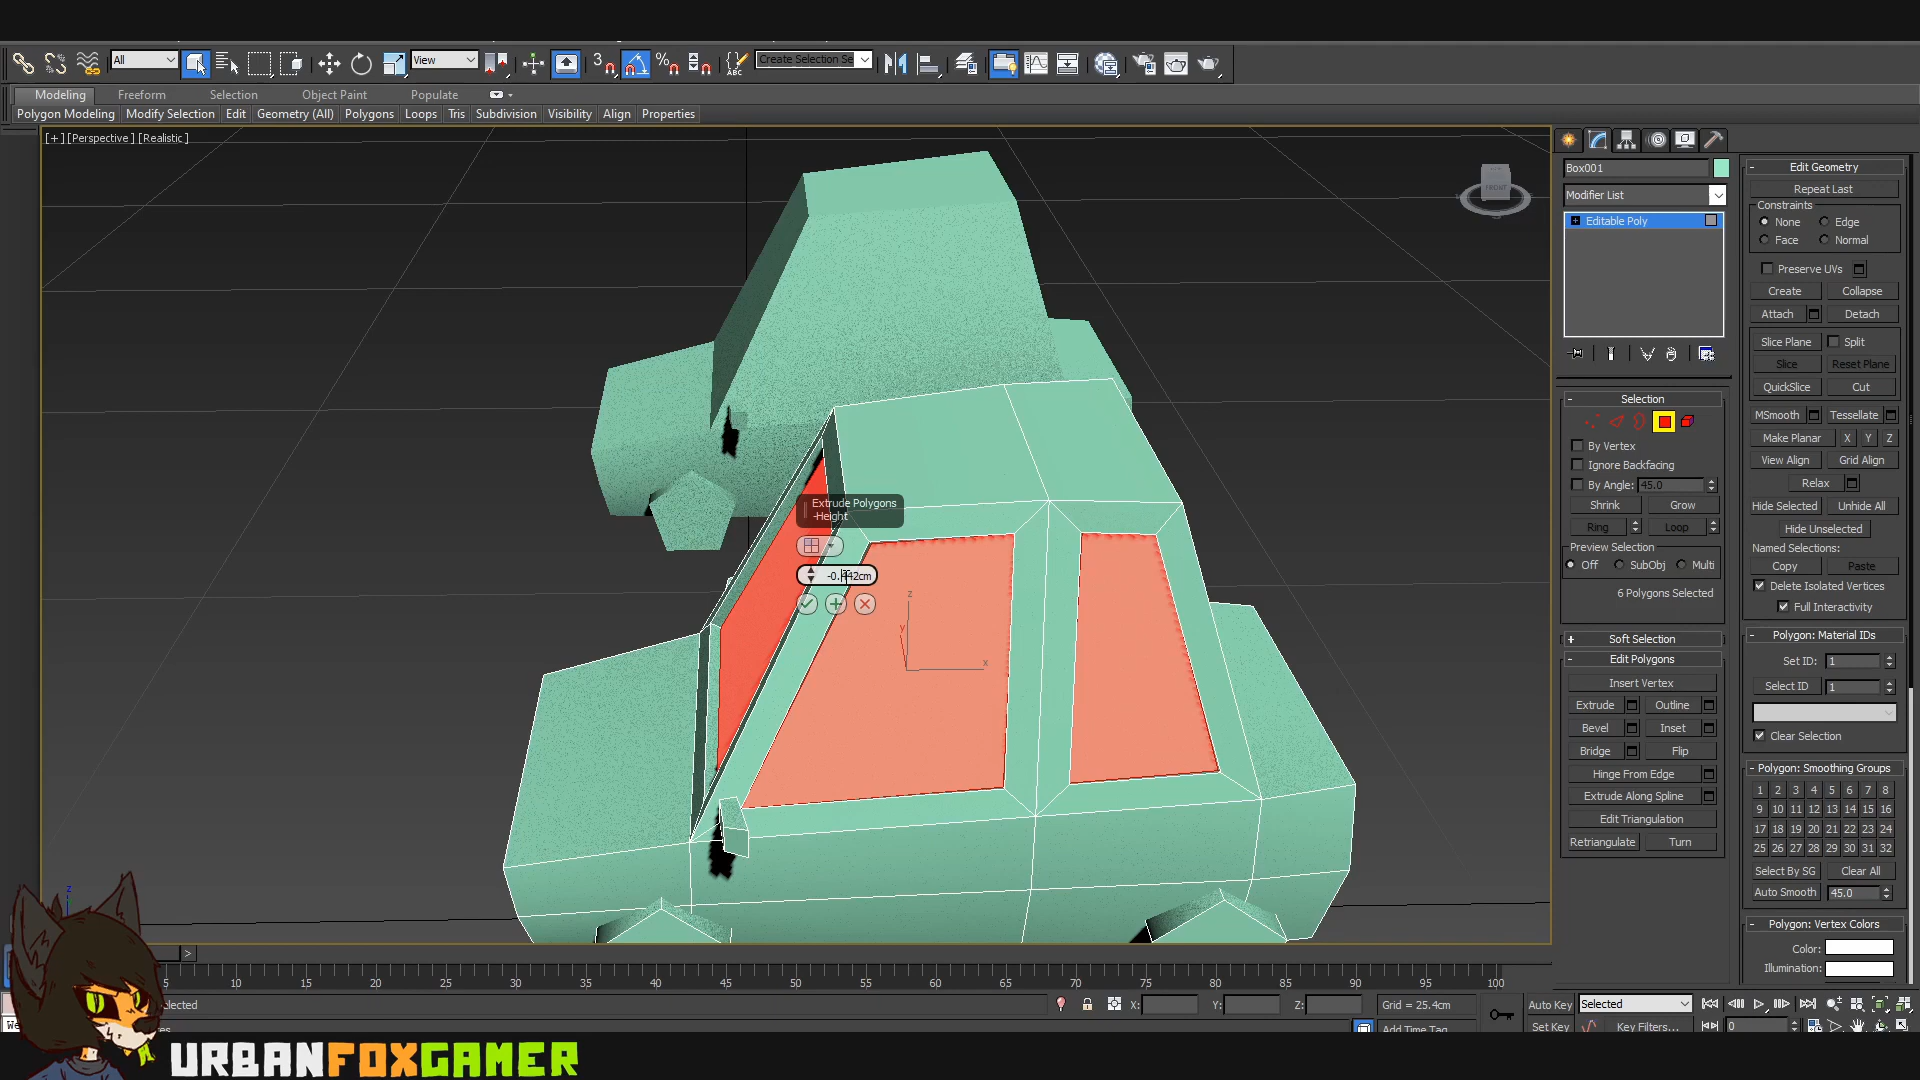 All
View
3
%
ABC
Create Selection Se
Modeling
Freeform
Selection
Object Paint
Populate
Polygon Modeling
Modify Selection
Edit
Geometry (All)
Polygons
Loops
Tris
Subdivision
Visibility
Align
Properties
[+][Perspective][Realistic]
FRONT
Extrude Polygons
-Height
-0.442cm
z
y
x
z
Box001
Modifier List
Editable Poly
- Selection
By Vertex
Ignore Backfacing
By Angle: 45.0
Shrink Grow
Ring Loop
Preview Selection
Off SubObj Multi
6 Polygons Selected
+ Soft Selection
- Edit Polygons
Insert Vertex
Extrude Outline
Bevel Inset
Bridge Flip
Hinge From Edge
Extrude Along Spline
Edit Triangulation
Retriangulate Turn
- Edit Geometry
Repeat Last
Constraints
None Edge
Face Normal
Preserve UVs
Create Collapse
Attach Detach
Slice Plane Split
Slice Reset Plane
QuickSlice Cut
MSmooth Tessellate
Make Planar X Y Z
View Align Grid Align
Relax
Hide Selected Unhide All
Hide Unselected
Named Selections:
Copy Paste
Delete Isolated Vertices
Full Interactivity
- Polygon: Material IDs
Set ID: 1
Select ID 1
Clear Selection
- Polygon: Smoothing Groups
1 2 3 4 5 6 7 8
9 10 11 12 13 14 15 16
17 18 19 20 21 22 23 24
25 26 27 28 29 30 31 32
Select By SG Clear All
Auto Smooth 45.0
- Polygon: Vertex Colors
Color:
Illumination:
>
5 10 15 20 25 30 35 40 45 50 55 60 65 70 75 80 85 90 95 100
elected
X: Y: Z: Grid = 25.4cm
Auto Key Selected
We
Add Time Tag
Set Key Key Filters... 0
URBANFOXGAMER